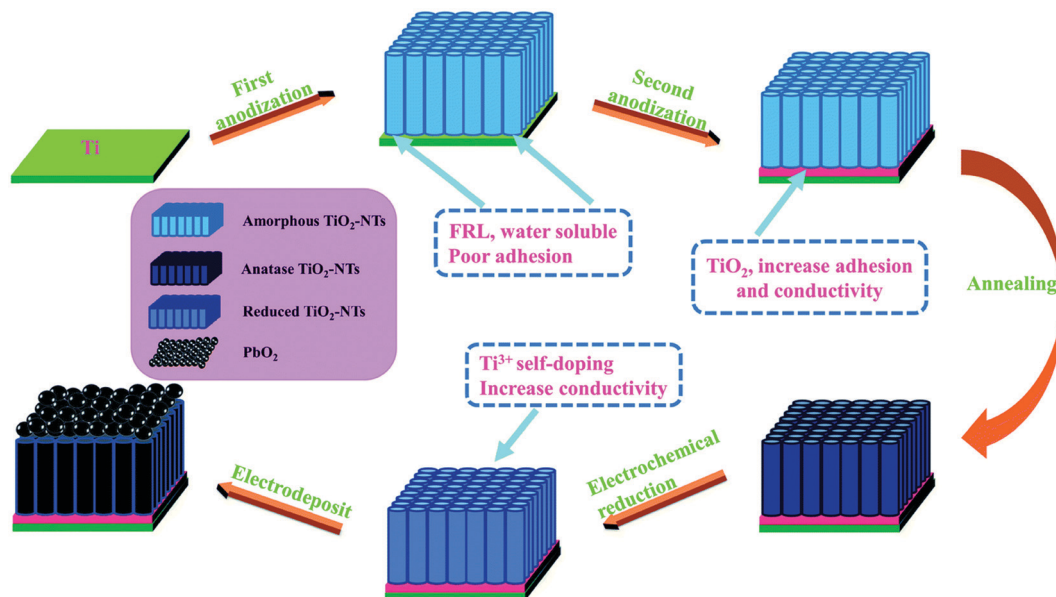 Ti
First
anodization
Second
anodization
FRL, water soluble
Poor adhesion
TiO₂, increase adhesion
and conductivity
Annealing
Amorphous TiO₂-NTs
Anatase TiO₂-NTs
Reduced TiO₂-NTs
PbO₂
Ti³⁺ self-doping
Increase conductivity
Electrochemical
reduction
Electrodeposit